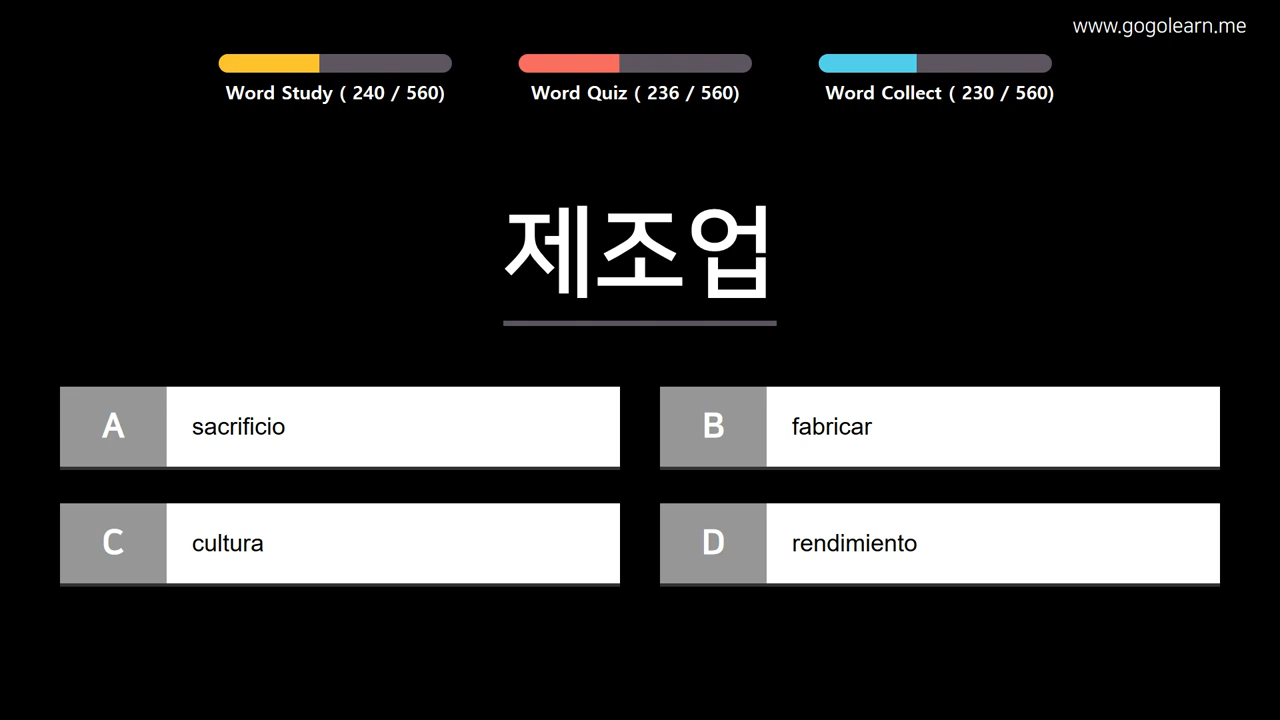 www.gogolearn.me
Word Study ( 240 / 560)
Word Quiz ( 236 / 560)
Word Collect ( 230 / 560)
제조업
A sacrificio
B fabricar
C cultura
D rendimiento